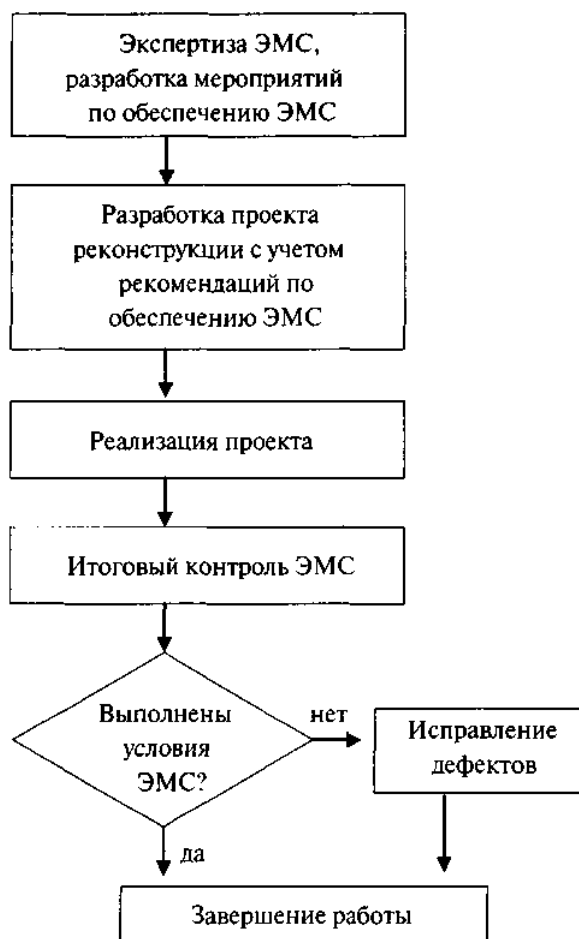 Экспертиза ЭМС,
разработка мероприятий
по обеспечению ЭМС
Разработка проекта
реконструкции с учетом
рекомендаций по
обеспечению ЭМС
Реализация проекта
Итоговый контроль ЭМС
Выполнены
условия
ЭМС?
нет
Исправление
дефектов
да
Завершение работы